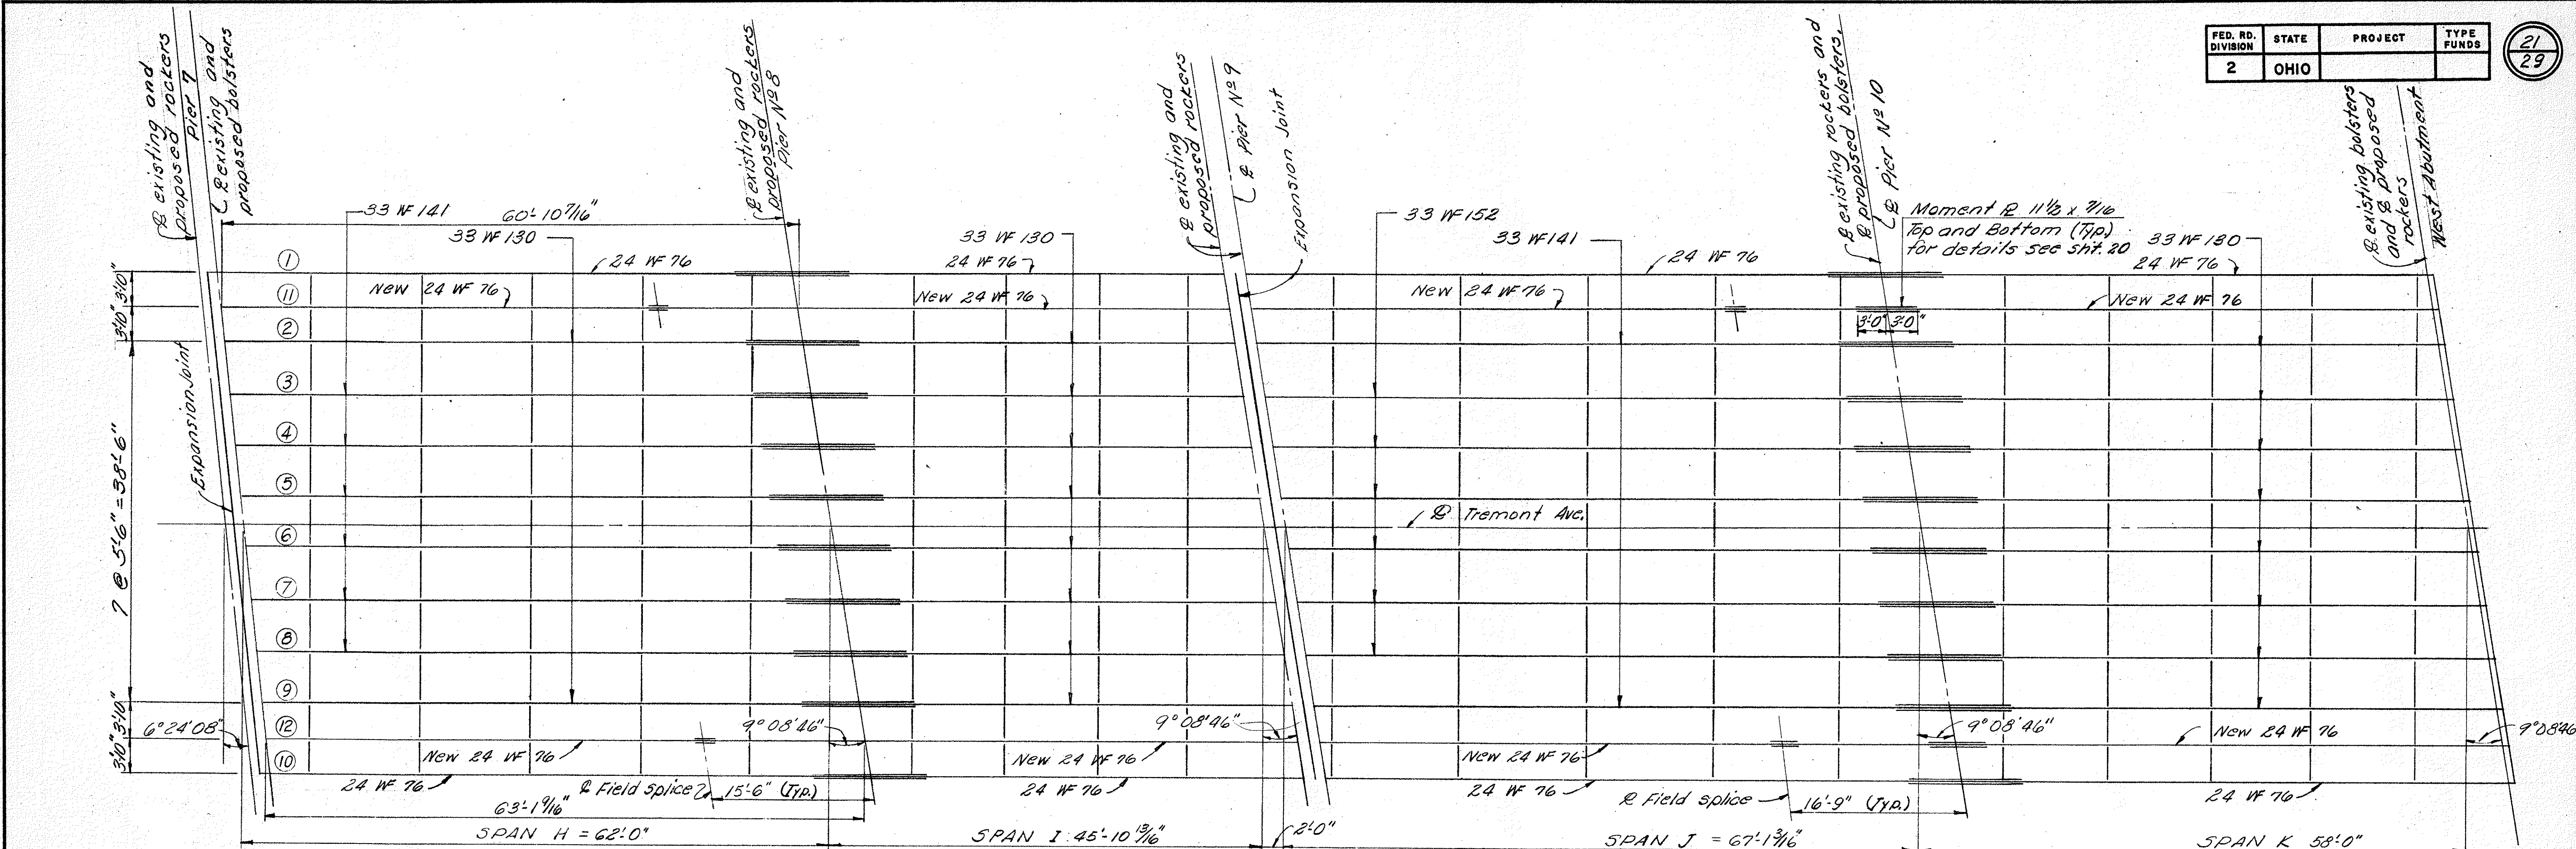 FED. RD. DIVISION
STATE
PROJECT
TYPE FUNDS
2
OHIO
21
29
℄ existing and
proposed rockers
Pier 7
℄ existing and
proposed bolsters
℄ existing and
proposed rockers
Pier Nº 8
℄ existing and
proposed rockers
℄ Pier Nº 9
Expansion Joint
℄ existing rockers and
℄ proposed bolsters.
℄ Pier Nº 10
℄ existing bolsters
and ℄ proposed
rockers
West Abutment
33 WF 141
60'-10 7/16"
33 WF 130
33 WF 130
33 WF 152
33 WF 141
Moment ℄ 11 1/2 x 7/16
Top and Bottom (Typ.)
for details see sht. 20
33 WF 130
1
24 WF 76
24 WF 76
24 WF 76
24 WF 76
3'-10"
3'-10"
11
New 24 WF 76
New 24 WF 76
New 24 WF 76
New 24 WF 76
2
3'-0"
3'-0"
Expansion Joint
3
4
7 @ 5'-6" = 38'-6"
5
℄ Tremont Ave.
6
7
8
9
3'-10"
3'-10"
6°24'08"
12
9°08'46"
9°08'46"
9°08'46"
9°08'46
New 24 WF 76
New 24 WF 76
New 24 WF 76
New 24 WF 76
10
24 WF 76
24 WF 76
24 WF 76
24 WF 76
℄ Field splice
15'-6" (Typ.)
℄ Field splice
16'-9" (Typ.)
63'-1 9/16"
SPAN H = 62'-0"
SPAN I: 45'-10 13/16"
2'-0"
SPAN J = 67'-1 3/16"
SPAN K 58'-0"